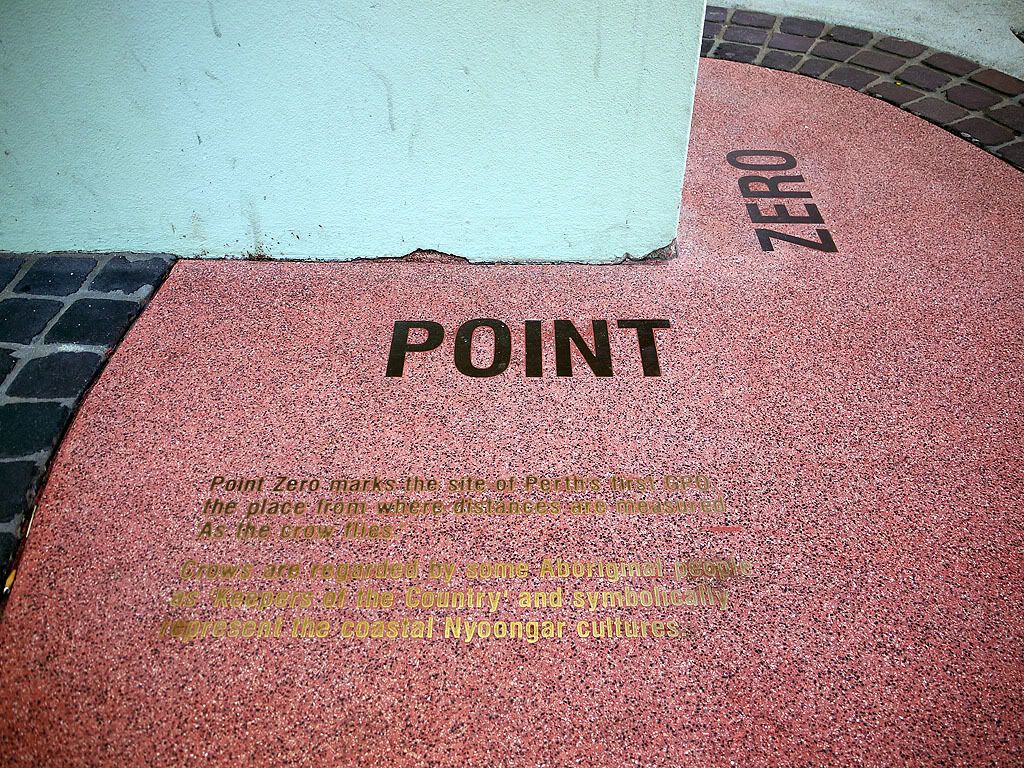 POINT
ZERO
Point Zero marks the site of Perth's first GPO,
the place from where distances are measured
'As the crow flies'
Crows are regarded by some Aboriginal people
as 'Keepers of the Country' and symbolically
represent the coastal Nyoongar cultures.